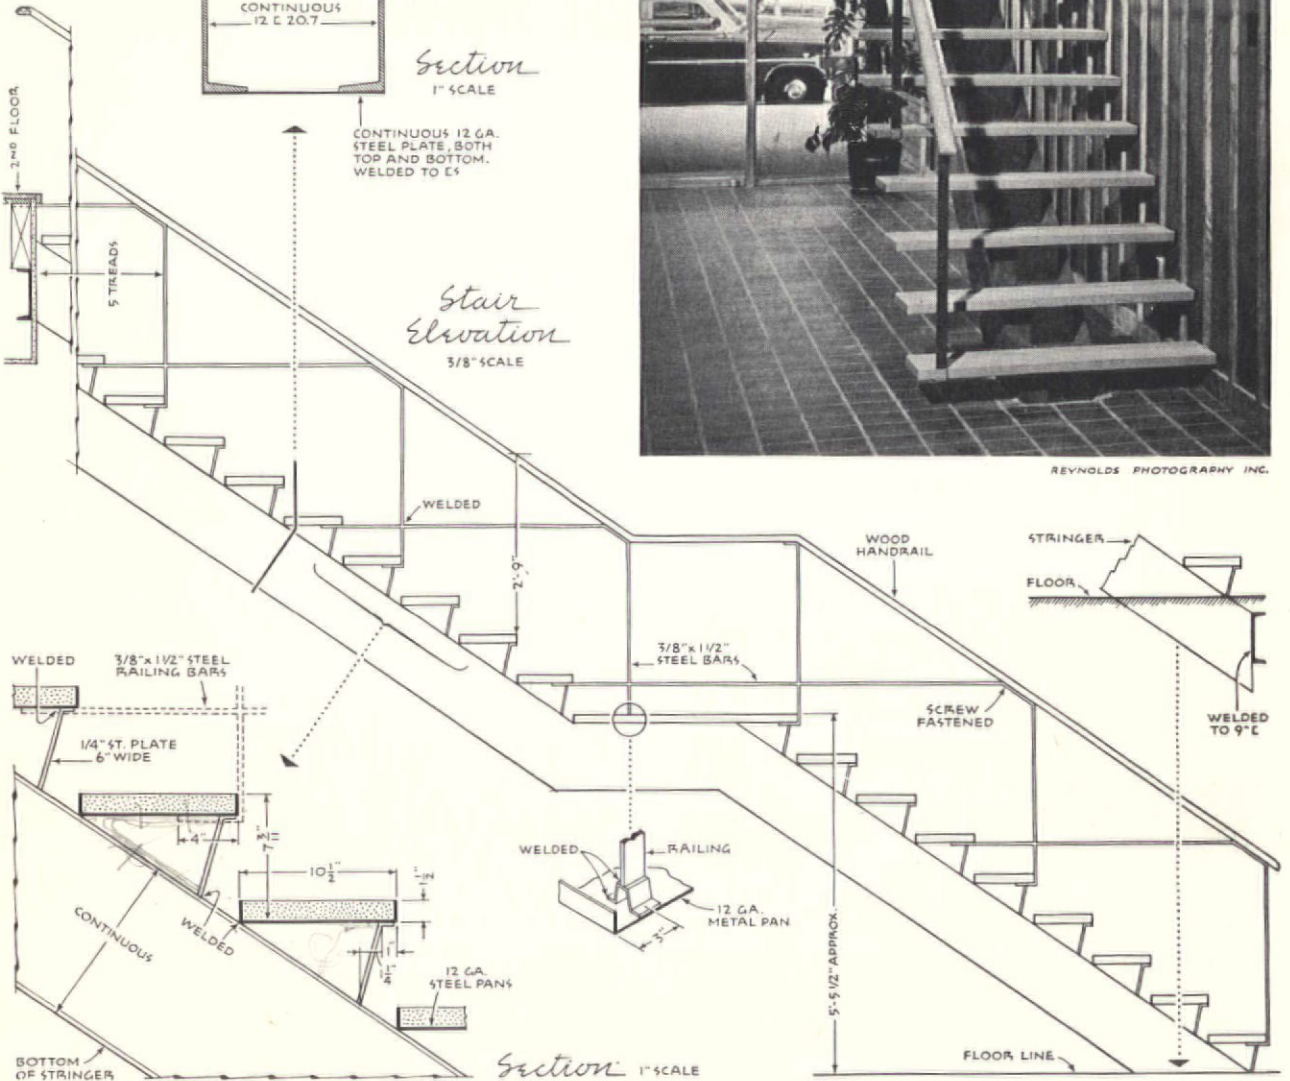 CONTINUOUS
12 C 20.7
Section
1" SCALE
CONTINUOUS 12 GA.
STEEL PLATE, BOTH
TOP AND BOTTOM.
WELDED TO CS
2ND FLOOR
5 TREADS
Stair
Elevation
3/8" SCALE
REYNOLDS PHOTOGRAPHY INC.
WELDED
2'-9"
WOOD
HANDRAIL
STRINGER
FLOOR
WELDED
TO 9" C
3/8" x 1 1/2"
STEEL BARS
SCREW
FASTENED
WELDED
3/8" x 1 1/2" STEEL
RAILING BARS
1/4" ST. PLATE
6" WIDE
4"
10 1/2"
1"
1 1/4"
CONTINUOUS
WELDED
12 GA.
STEEL PANS
BOTTOM
OF STRINGER
Section 1" SCALE
WELDED
RAILING
12 GA.
METAL PAN
3"
5'-5 1/2" APPROX.
FLOOR LINE